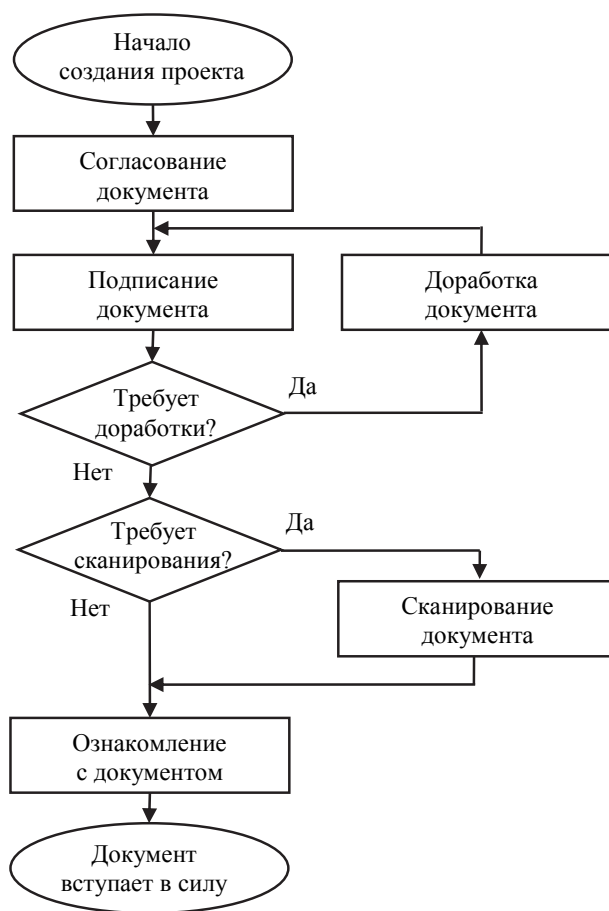 Начало
создания проекта
Согласование
документа
Подписание
документа
Доработка
документа
Требует
доработки?
Да
Нет
Требует
сканирования?
Да
Нет
Сканирование
документа
Ознакомление
с документом
Документ
вступает в силу